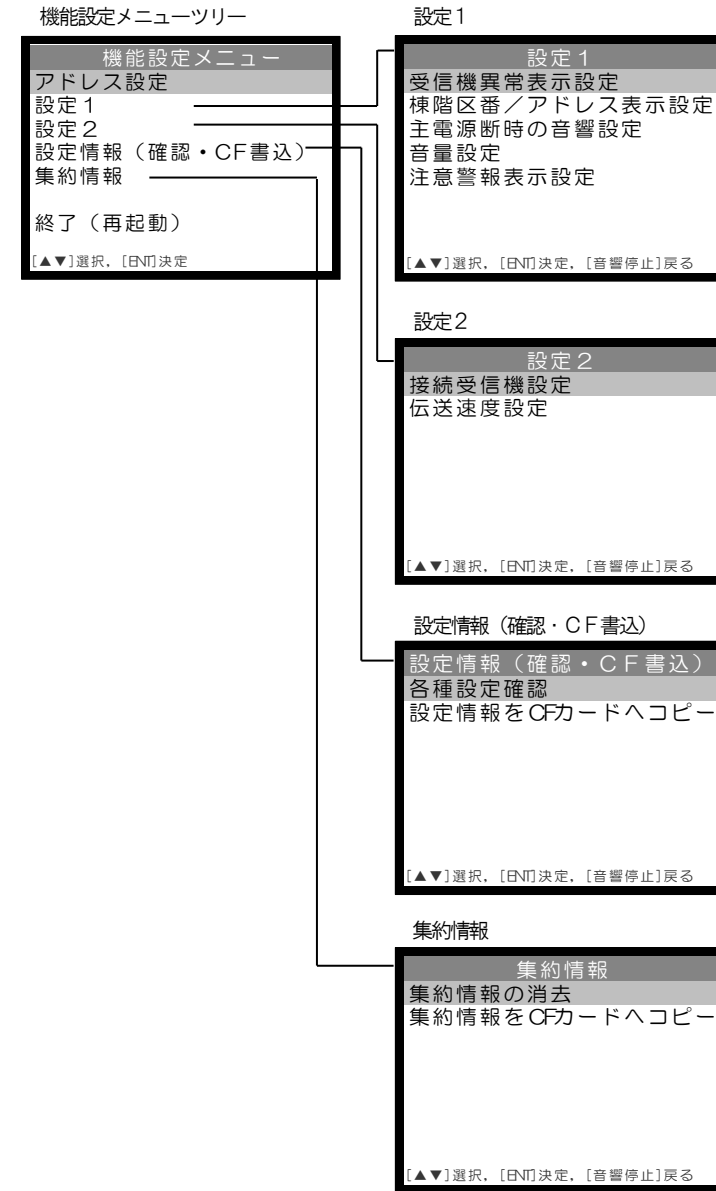 機能設定メニューツリー
機能設定メニュー
アドレス設定
設定１
設定２
設定情報（確認・CF書込）
集約情報
終了（再起動）
[▲▼]選択，[ENT]決定
設定1
設定１
受信機異常表示設定
棟階区番／アドレス表示設定
主電源断時の音響設定
音量設定
注意警報表示設定
[▲▼]選択，[ENT]決定，[音響停止]戻る
設定２
設定２
接続受信機設定
伝送速度設定
[▲▼]選択，[ENT]決定，[音響停止]戻る
設定情報（確認・ＣＦ書込）
設定情報（確認・ＣＦ書込）
各種設定確認
設定情報をCFカードへコピー
[▲▼]選択，[ENT]決定，[音響停止]戻る
集約情報
集約情報
集約情報の消去
集約情報をCFカードへコピー
[▲▼]選択，[ENT]決定，[音響停止]戻る